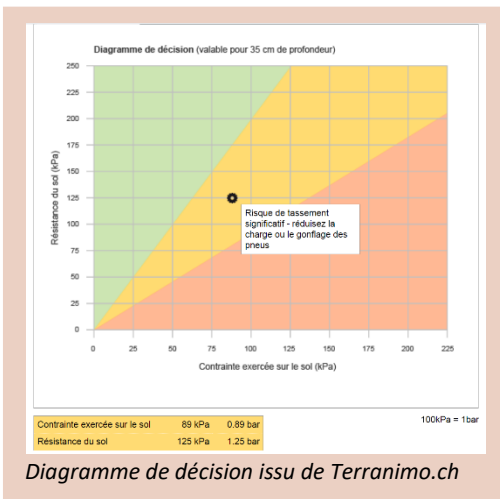 Diagramme de décision (valable pour 35 cm de profondeur)
250
225
200
175
150
125
100
75
50
25
0
Résistance du sol (kPa)
Risque de tassement
significatif - réduisez la
charge ou le gonflage des
pneus
0 25 50 75 100 125 150 175 200 225
Contrainte exercée sur le sol (kPa)
Contrainte exercée sur le sol 89 kPa 0.89 bar
Résistance du sol 125 kPa 1.25 bar
100kPa = 1bar
Diagramme de décision issu de Terranimo.ch